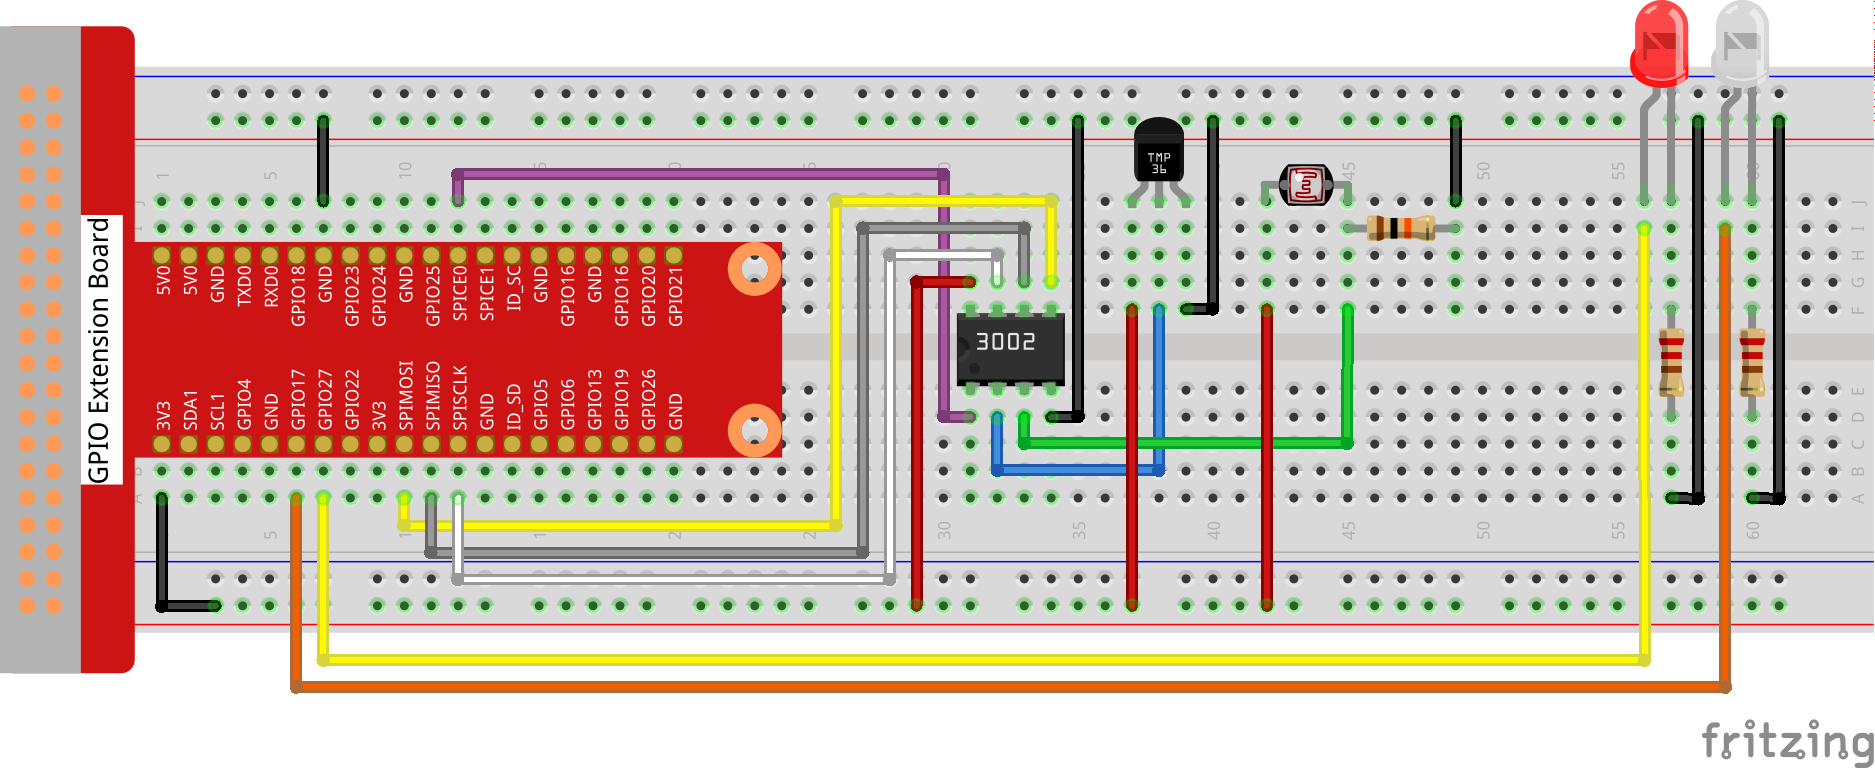 GPIO Extension Board
5V0
5V0
GND
TXD0
RXD0
GPIO18
GND
GPIO23
GPIO24
GND
GPIO25
SPICE0
SPICE1
ID_SC
GND
GPIO16
GND
GPIO16
GPIO20
GPIO21
3V3
SDA1
SCL1
GPIO4
GND
GPIO17
GPIO27
GPIO22
3V3
SPIMOSI
SPIMISO
SPISCLK
GND
ID_SD
GPIO5
GPIO6
GPIO13
GPIO19
GPIO26
GND
1
5
10
45
50
55
J
I
H
G
F
E
D
C
B
A
5
30
35
40
45
50
55
60
3002
TMP
36
fritzing